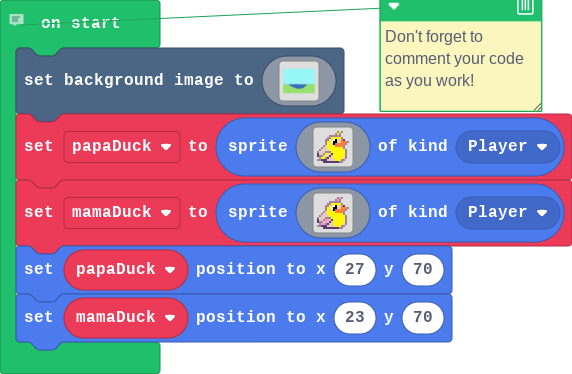 on start
Don't forget to
comment your code
as you work!
set background image to
set papaDuck to sprite of kind Player
set mamaDuck to sprite of kind Player
set papaDuck position to x 27 y 70
set mamaDuck position to x 23 y 70